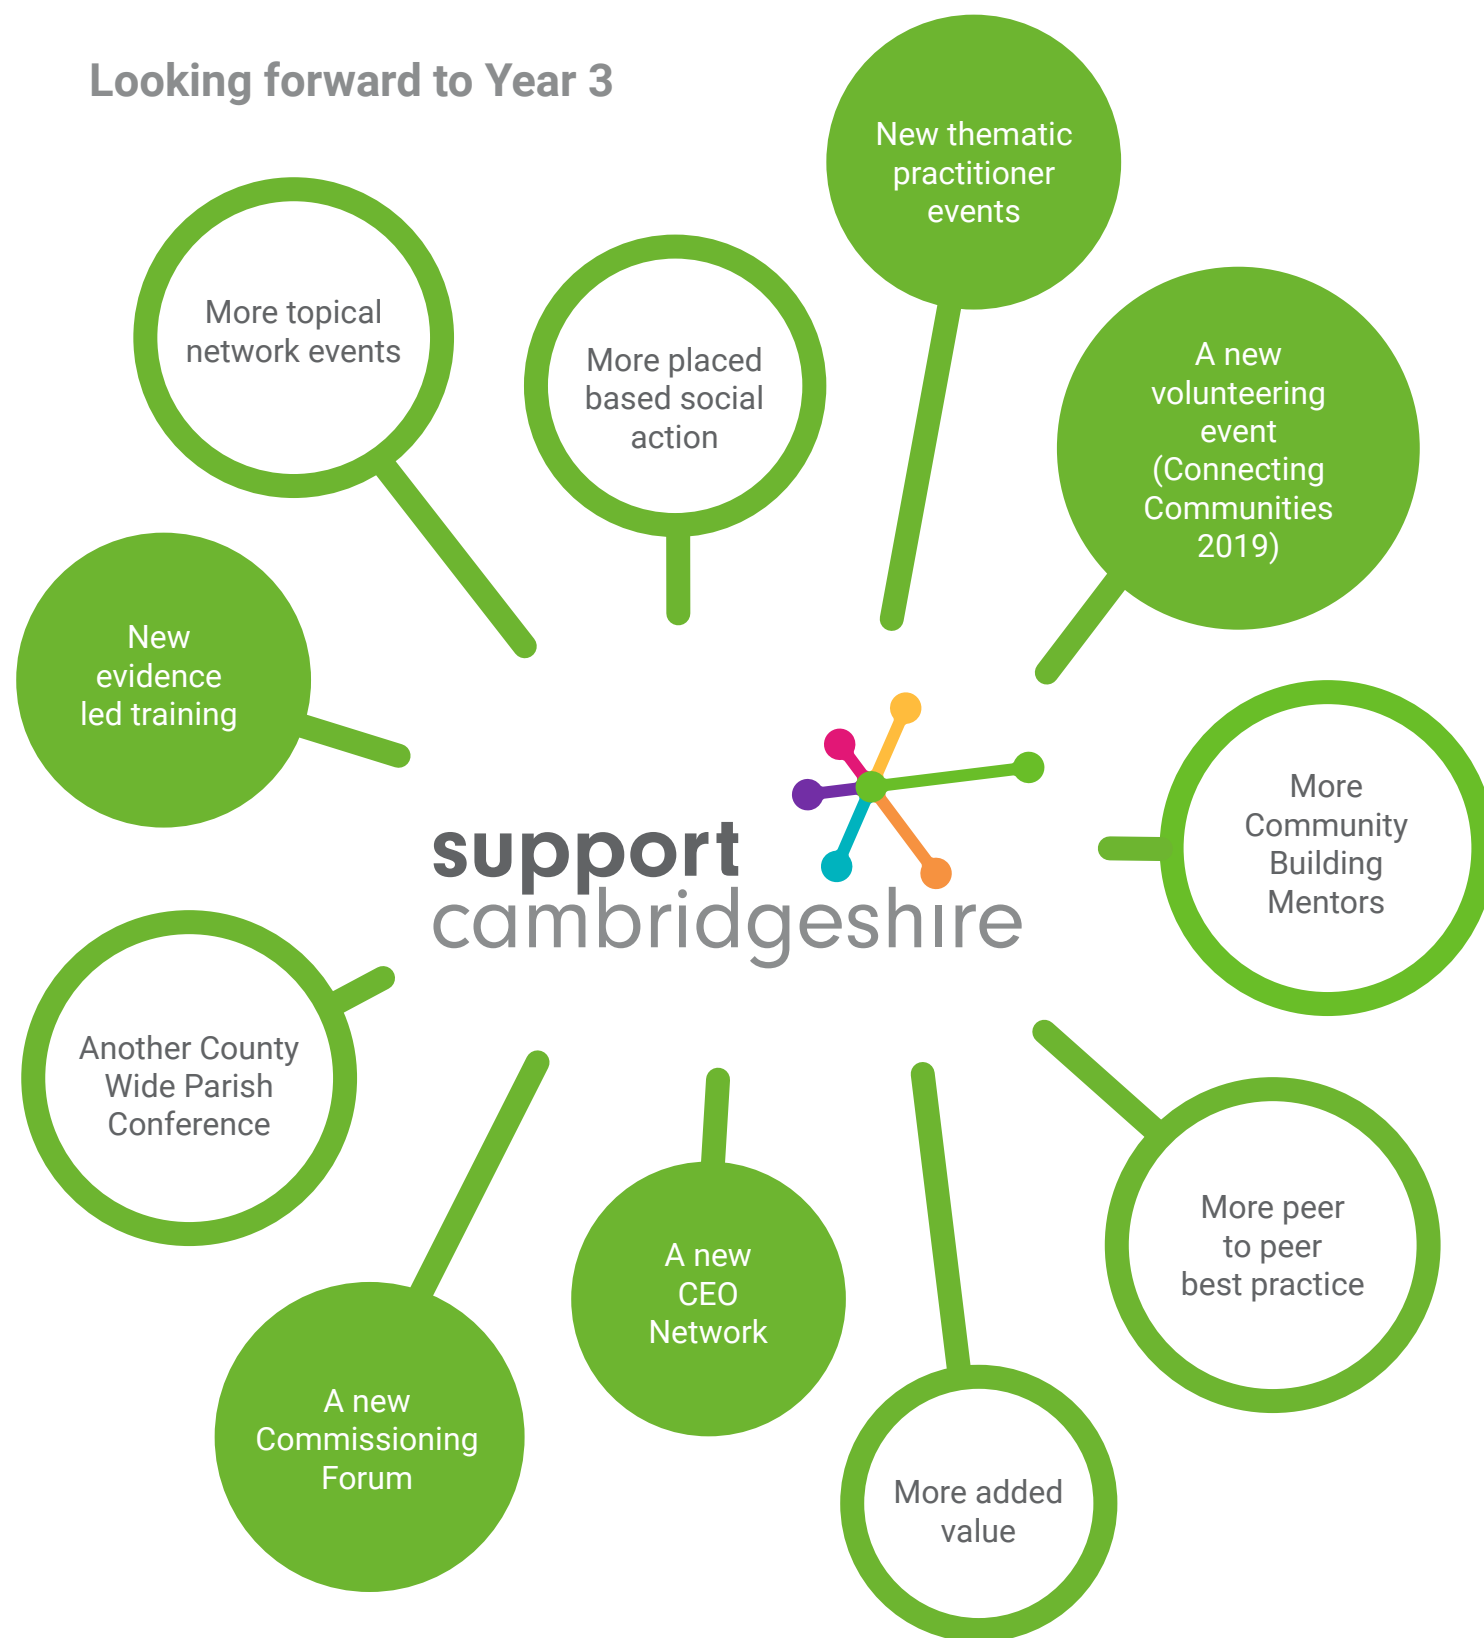 Looking forward to Year 3
New thematic
practitioner
events
More topical
network events
More placed
based social
action
A new
volunteering
event
(Connecting
Communities
2019)
New
evidence
led training
More
Community
Building
Mentors
support
cambridgeshire
Another County
Wide Parish
Conference
More peer
to peer
best practice
A new
CEO
Network
A new
Commissioning
Forum
More added
value